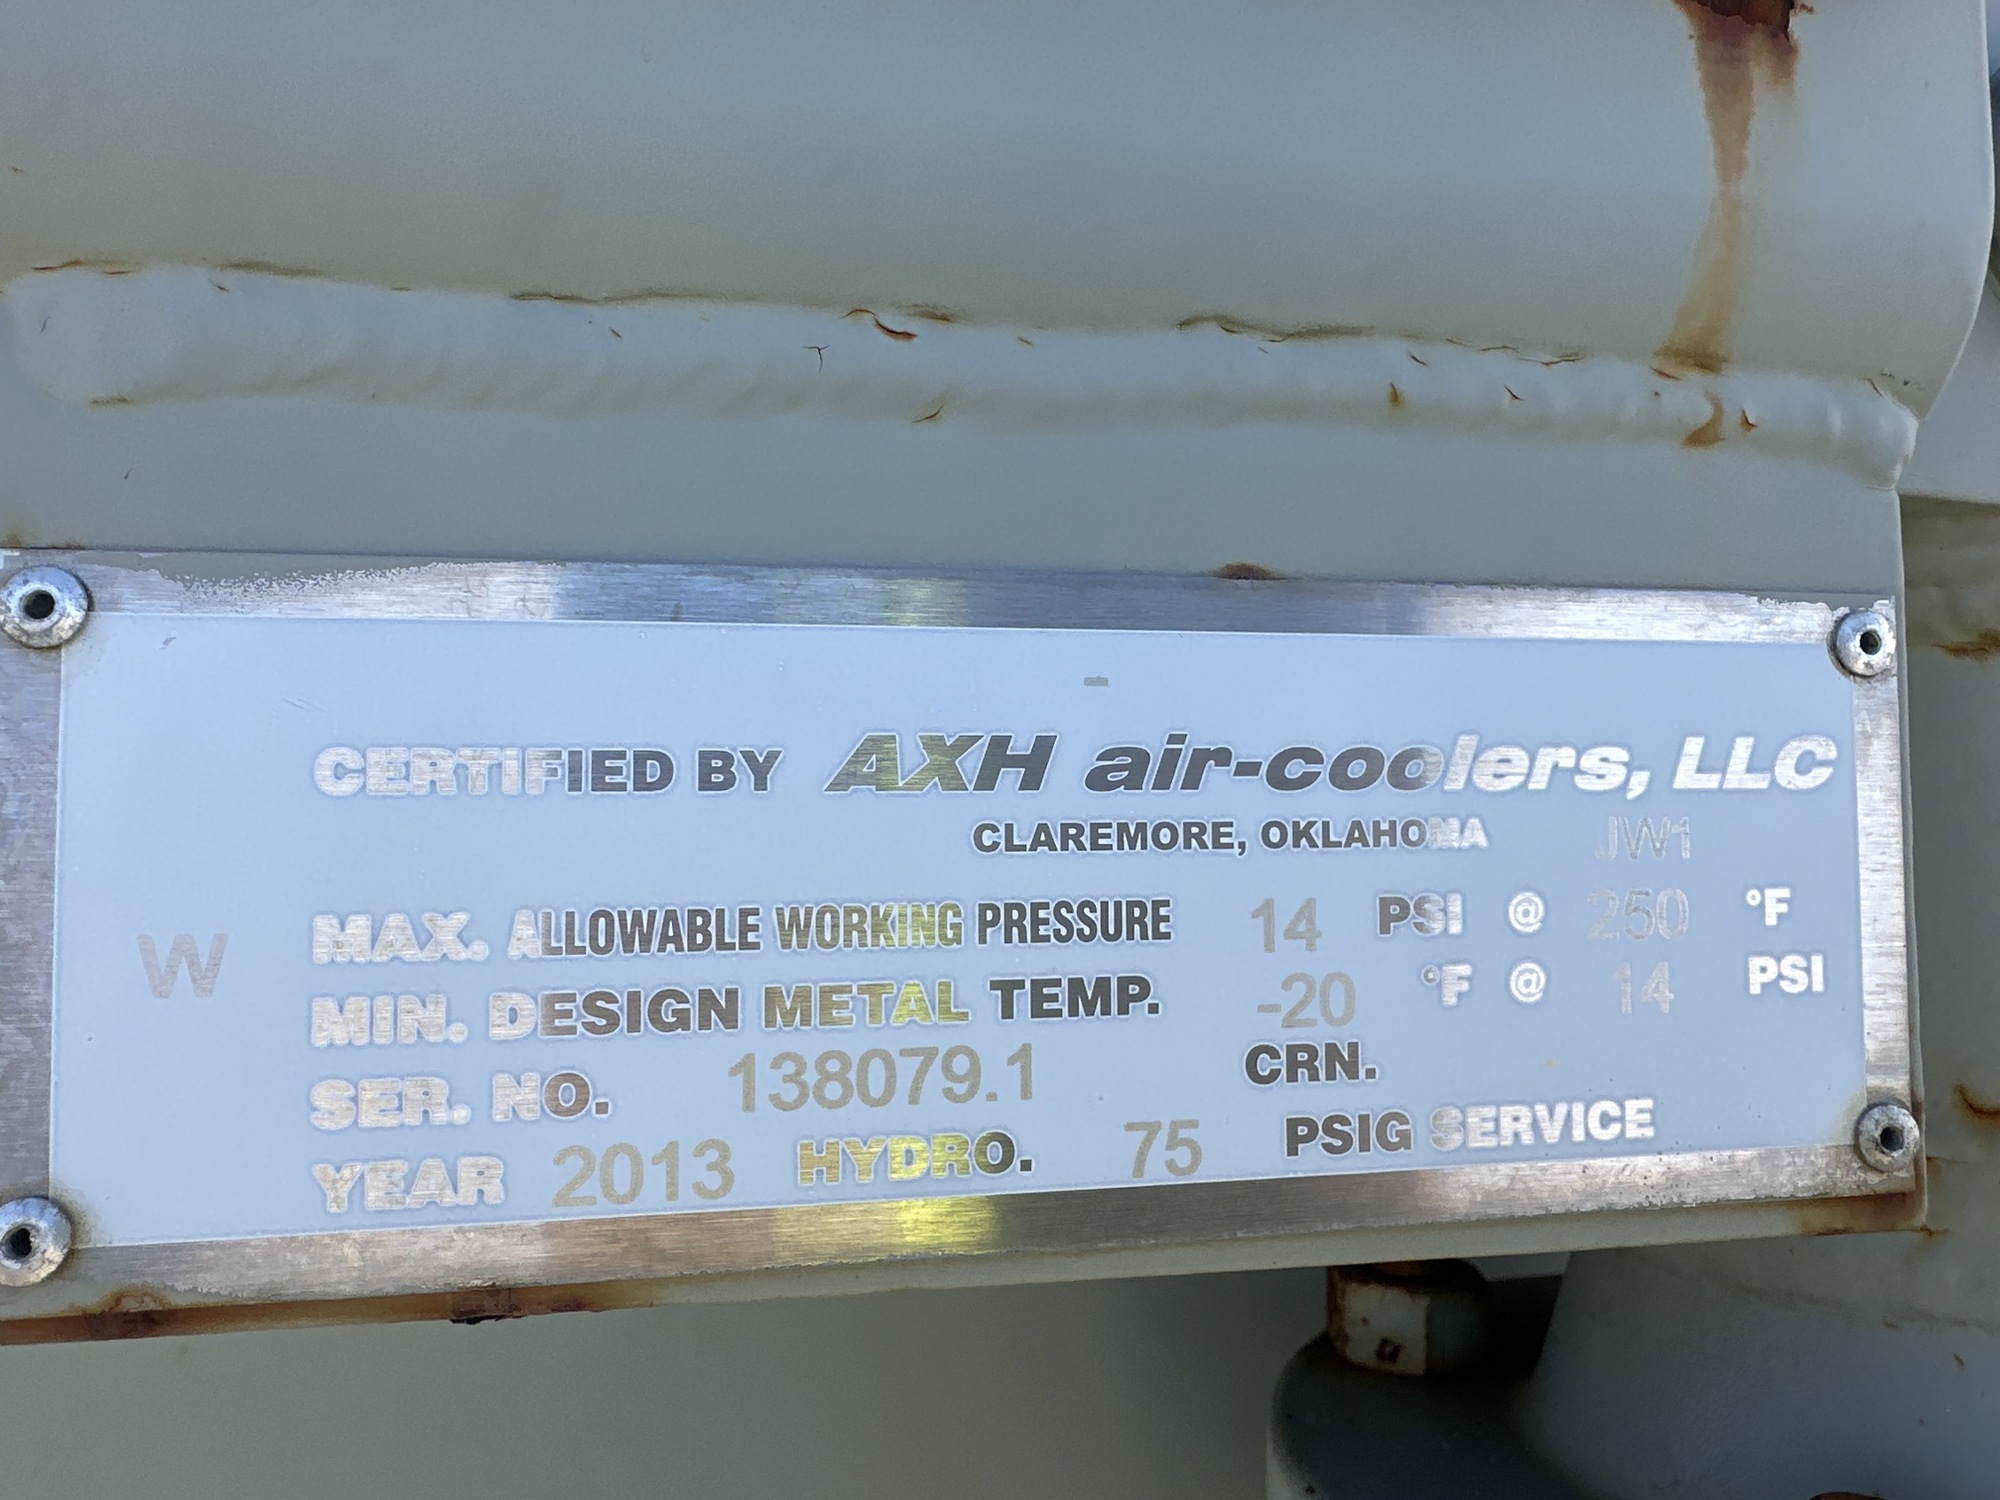 CERTIFIED BY AXH air-coolers, LLC
CLAREMORE, OKLAHOMA JW1
W
MAX. ALLOWABLE WORKING PRESSURE 14 PSI @ 250 °F
MIN. DESIGN METAL TEMP. -20 °F @ 14 PSI
SER. NO. 138079.1 CRN.
YEAR 2013 HYDRO. 75 PSIG SERVICE